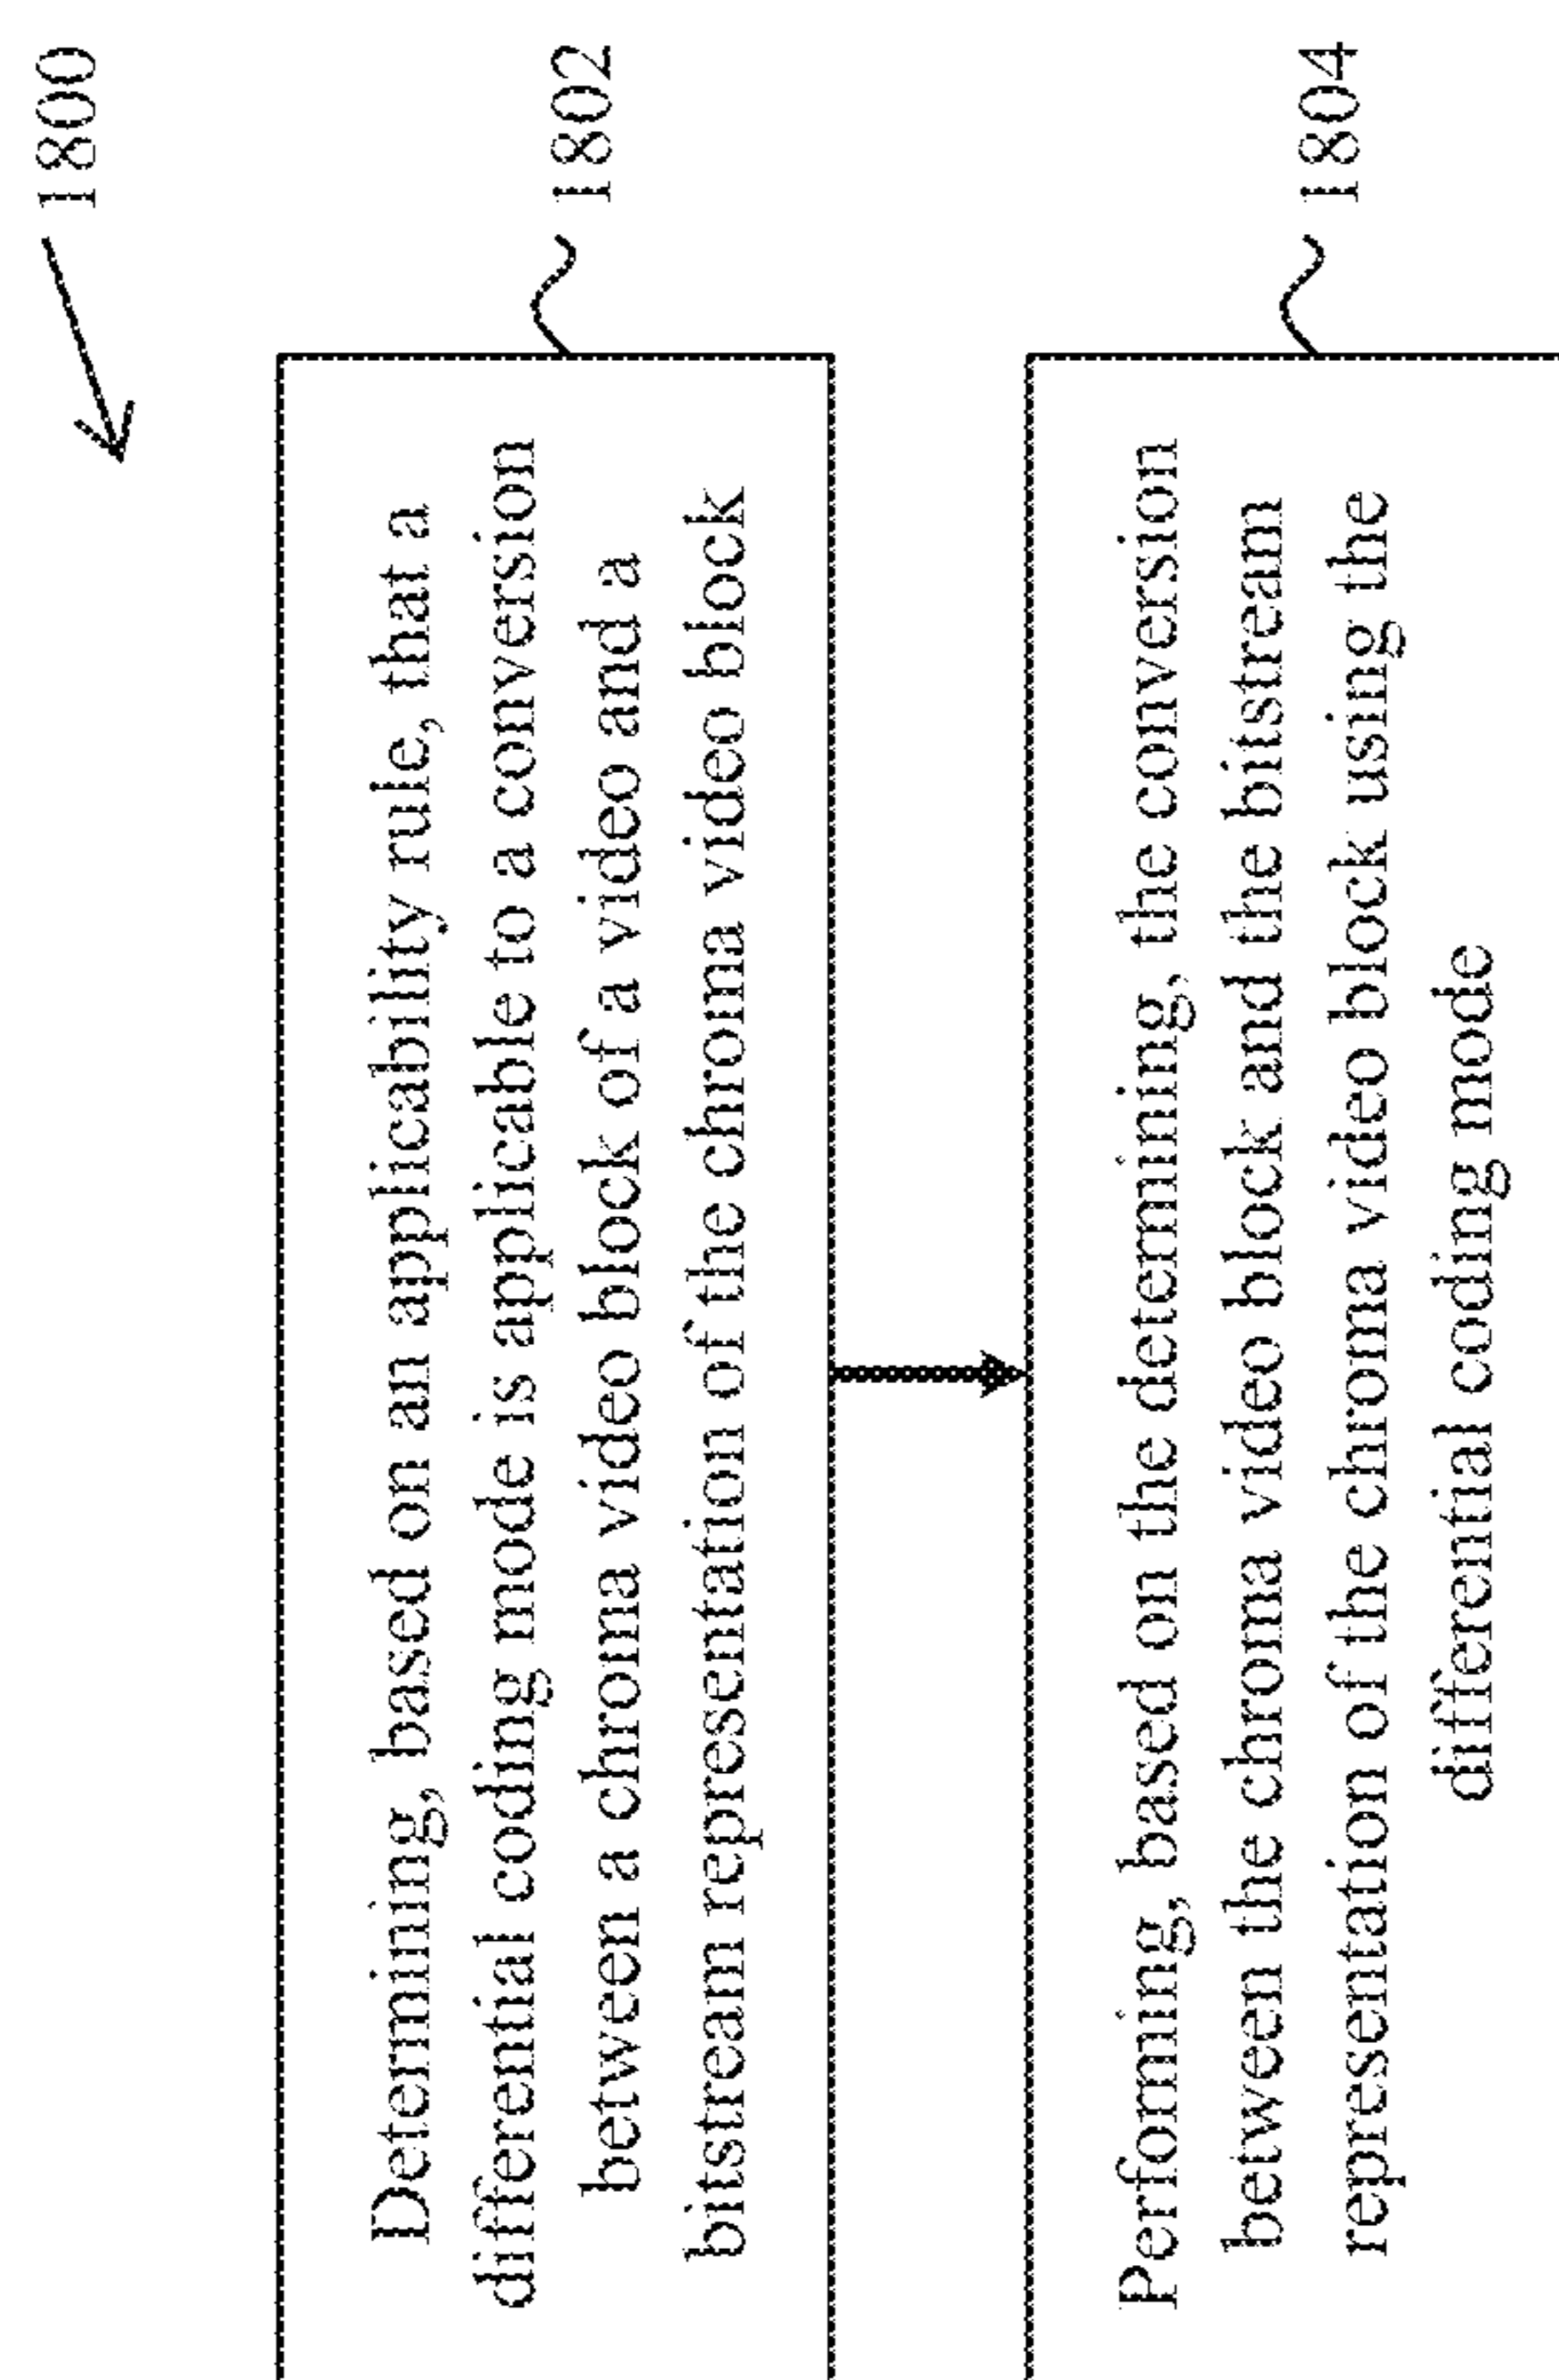 1800
Determining, based on an applicability rule, that a
differential coding mode is applicable to a conversion
between a chroma video block of a video and a
bitstream representation of the chroma video block
1802
Performing, based on the determining, the conversion
between the chroma video block and the bitstream
representation of the chroma video block using the
differential coding mode
1804